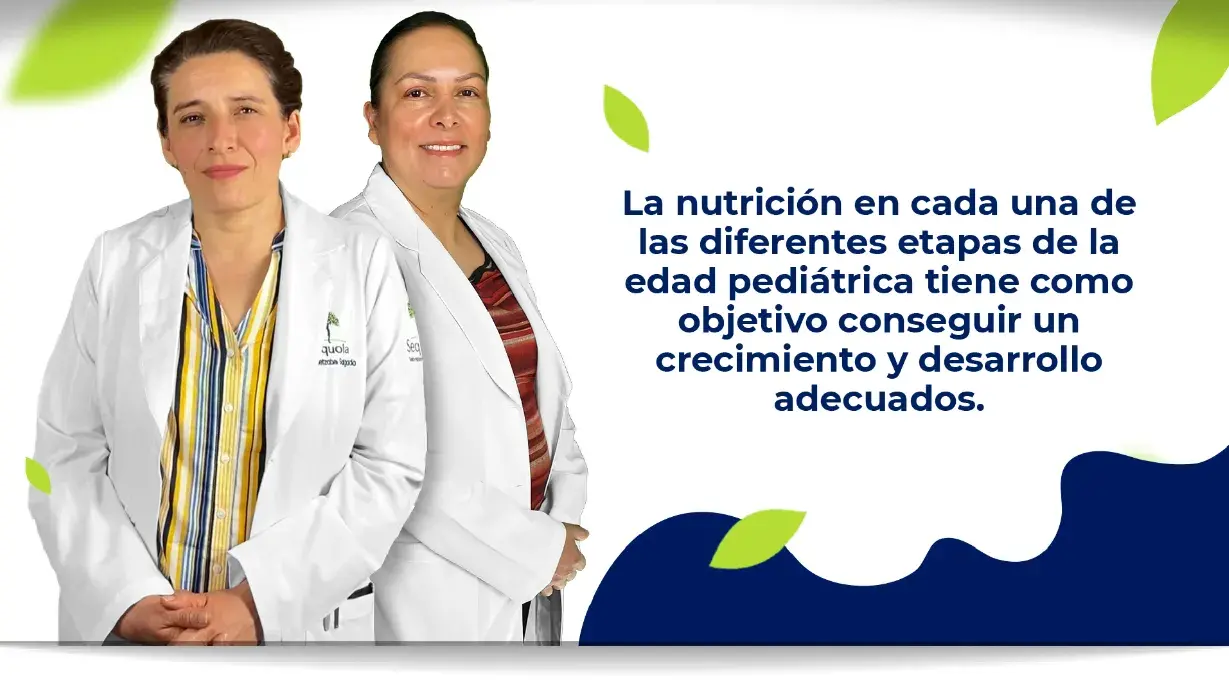 La nutrición en cada una de
las diferentes etapas de la
edad pediátrica tiene como
objetivo conseguir un
crecimiento y desarrollo
adecuados.